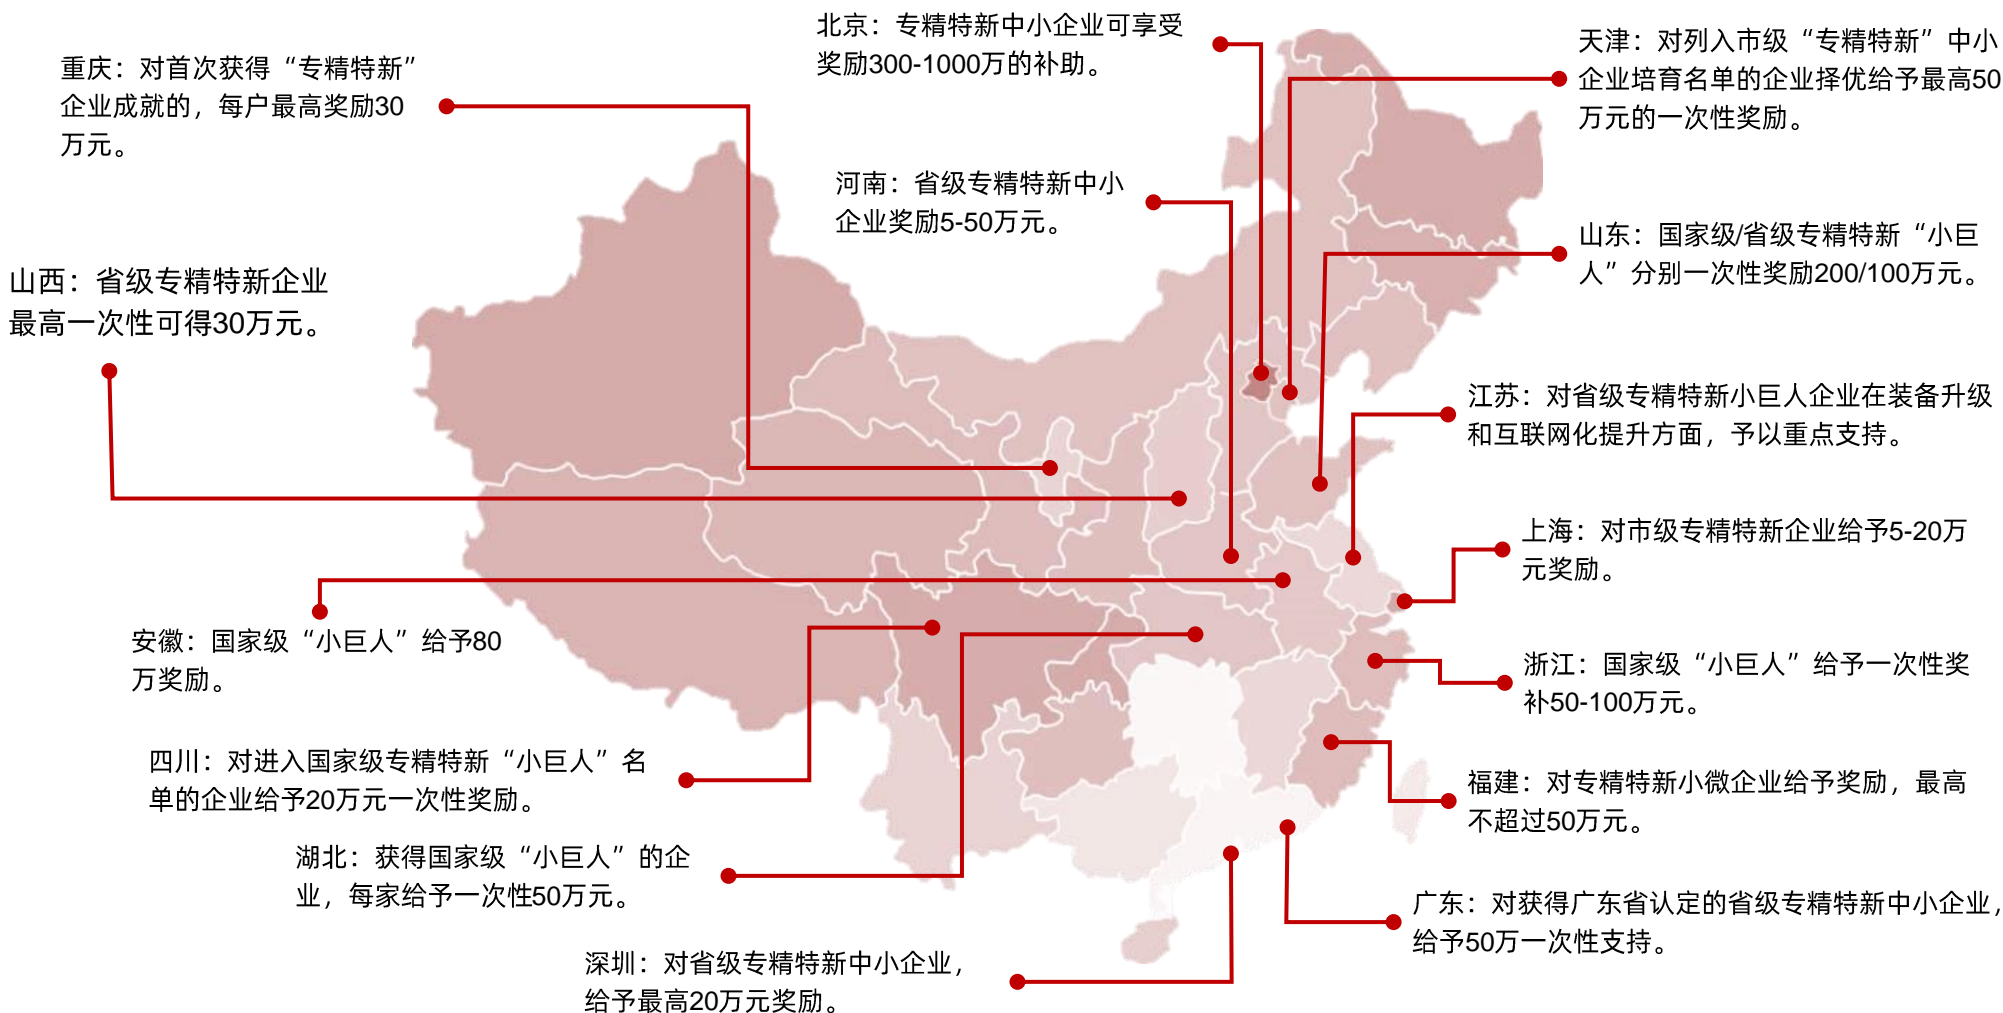 北京：专精特新中小企业可享受
奖励300-1000万的补助。
天津：对列入市级“专精特新”中小
企业培育名单的企业择优给予最高50
万元的一次性奖励。
重庆：对首次获得“专精特新”
企业成就的，每户最高奖励30
万元。
河南：省级专精特新中小
企业奖励5-50万元。
山东：国家级/省级专精特新“小巨
人”分别一次性奖励200/100万元。
山西：省级专精特新企业
最高一次性可得30万元。
江苏：对省级专精特新小巨人企业在装备升级
和互联网化提升方面，予以重点支持。
上海：对市级专精特新企业给予5-20万
元奖励。
安徽：国家级“小巨人”给予80
万奖励。
浙江：国家级“小巨人”给予一次性奖
补50-100万元。
四川：对进入国家级专精特新“小巨人”名
单的企业给予20万元一次性奖励。
福建：对专精特新小微企业给予奖励，最高
不超过50万元。
湖北：获得国家级“小巨人”的企
业，每家给予一次性50万元。
广东：对获得广东省认定的省级专精特新中小企业，
给予50万一次性支持。
深圳：对省级专精特新中小企业，
给予最高20万元奖励。